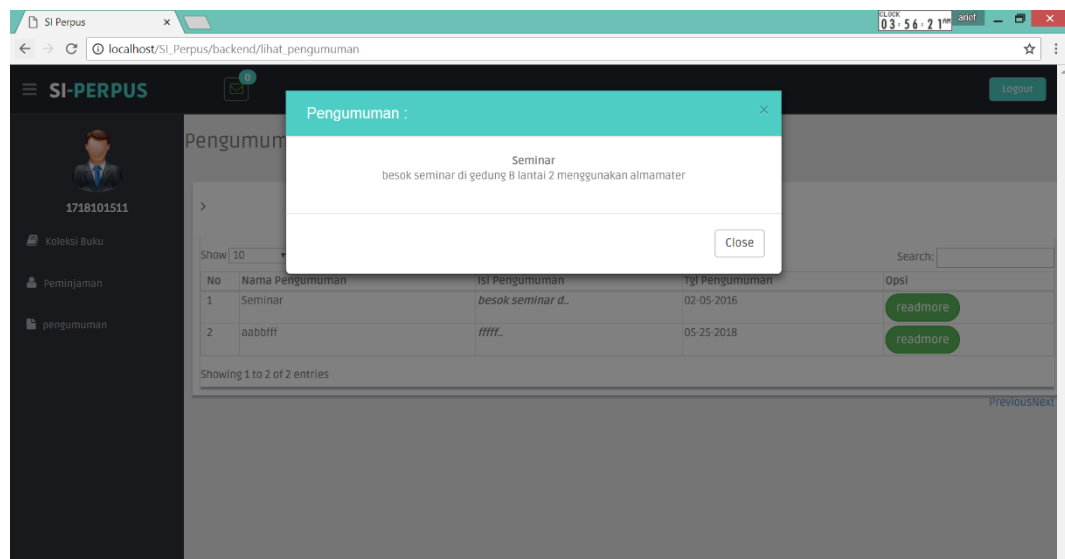 SI Perpus
CLOCK
03:56:21 AM
arief
localhost/SI_Perpus/backend/lihat_pengumuman
SI-PERPUS
0
Logout
Pengumuman :
Pengumum
Seminar
besok seminar di gedung B lantai 2 menggunakan almamater
Close
1718101511
Koleksi Buku
Peminjaman
pengumuman
Show 10
Search:
No Nama Pengumuman Isi Pengumuman Tgl Pengumuman Opsi
1 Seminar besok seminar d.. 02-05-2016 readmore
2 aabbfff fffff.. 05-25-2018 readmore
Showing 1 to 2 of 2 entries
PreviousNext